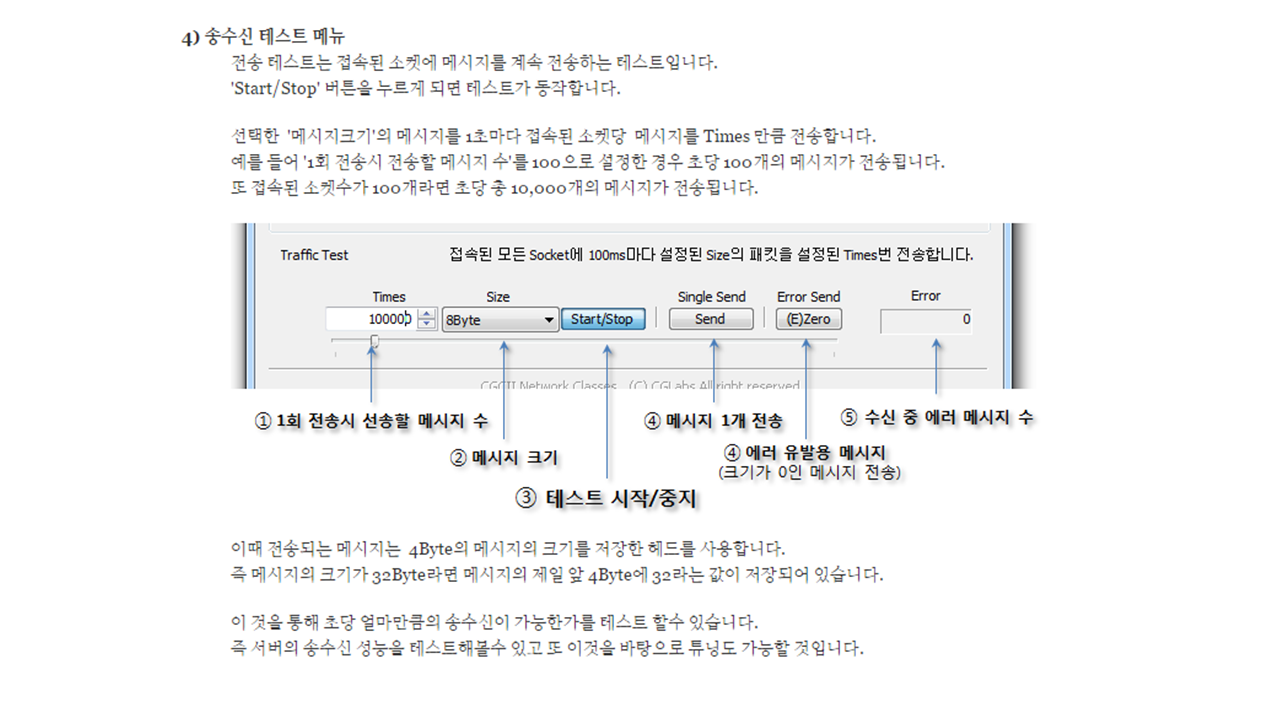 4) 송수신 테스트 메뉴
전송 테스트는 접속된 소켓에 메시지를 계속 전송하는 테스트입니다.
'Start/Stop' 버튼을 누르게 되면 테스트가 동작합니다.
선택한 '메시지크기'의 메시지를 1초마다 접속된 소켓당 메시지를 Times 만큼 전송합니다.
예를 들어 '1회 전송시 전송할 메시지 수'를 100으로 설정한 경우 초당 100개의 메시지가 전송됩니다.
또 접속된 소켓수가 100개라면 초당 총 10,000개의 메시지가 전송됩니다.
Traffic Test 접속된 모든 Socket에 100ms마다 설정된 Size의 패킷을 설정된 Times번 전송합니다.
Times Size Single Send Error Send Error
10000 8Byte Start/Stop Send (E)Zero 0
CGCII Network Classes (C) CGLabs All right reserved
① 1회 전송시 선송할 메시지 수 ④ 메시지 1개 전송 ⑤ 수신 중 에러 메시지 수
② 메시지 크기 ④ 에러 유발용 메시지
(크기가 0인 메시지 전송)
③ 테스트 시작/중지
이때 전송되는 메시지는 4Byte의 메시지의 크기를 저장한 헤드를 사용합니다.
즉 메시지의 크기가 32Byte라면 메시지의 제일 앞 4Byte에 32라는 값이 저장되어 있습니다.
이 것을 통해 초당 얼마만큼의 송수신이 가능한가를 테스트 할수 있습니다.
즉 서버의 송수신 성능을 테스트해볼수 있고 또 이것을 바탕으로 튜닝도 가능할 것입니다.